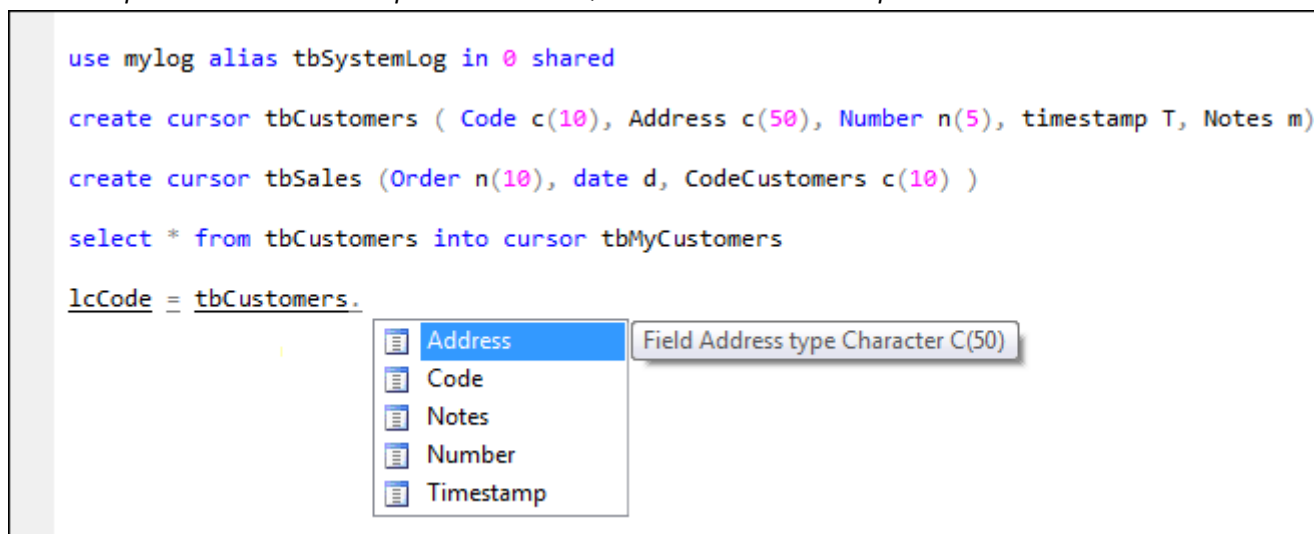 use mylog alias tbSystemLog in 0 shared
create cursor tbCustomers ( Code c(10), Address c(50), Number n(5), timestamp T, Notes m)
create cursor tbSales (Order n(10), date d, CodeCustomers c(10) )
select * from tbCustomers into cursor tbMyCustomers
lcCode = tbCustomers.
Address Field Address type Character C(50)
Code
Notes
Number
Timestamp